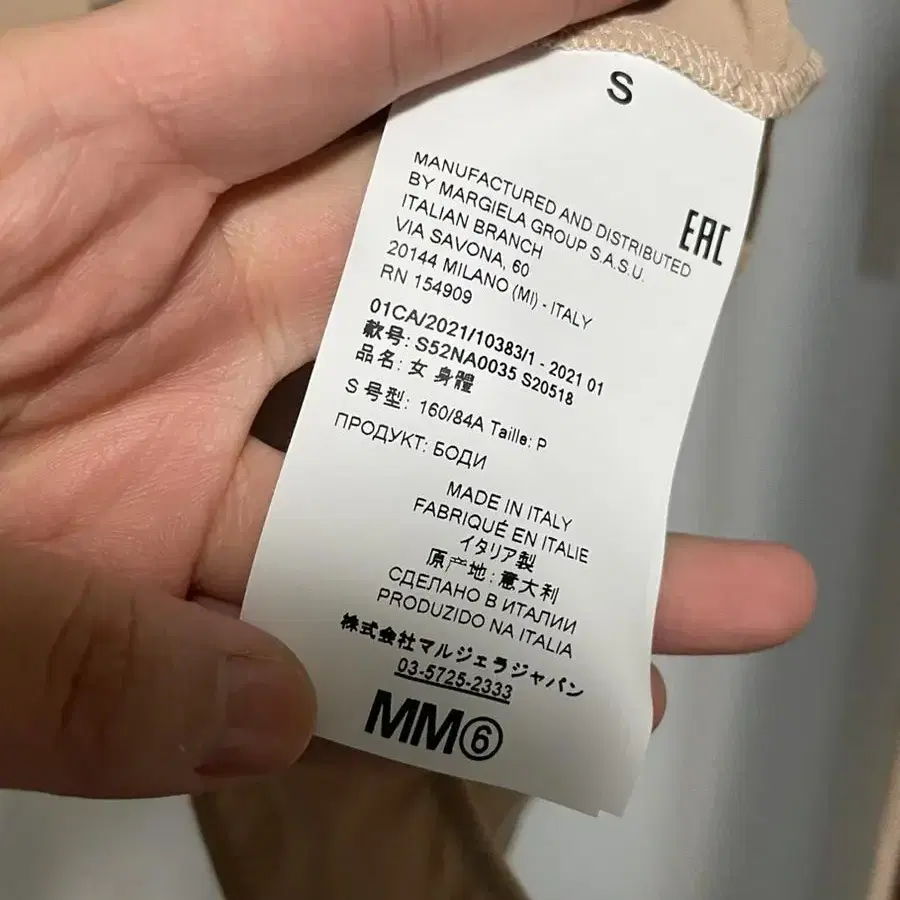 S
MANUFACTURED AND DISTRIBUTED
BY MARGIELA GROUP S.A.S.U.
ITALIAN BRANCH
VIA SAVONA, 60
20144 MILANO (MI) - ITALY
RN 154909
EAC
01CA/2021/10383/1 - 2021 01
款号: S52NA0035 S20518
品名: 女 身體
S 号型: 160/84A Taille: P
ПРОДУКТ: БОДИ
MADE IN ITALY
FABRIQUÉ EN ITALIE
イタリア製
原产地: 意大利
СДЕЛАНО В ИТАЛИИ
PRODUZIDO NA ITALIA
株式会社マルジェラジャパン
03-5725-2333
MM⑥